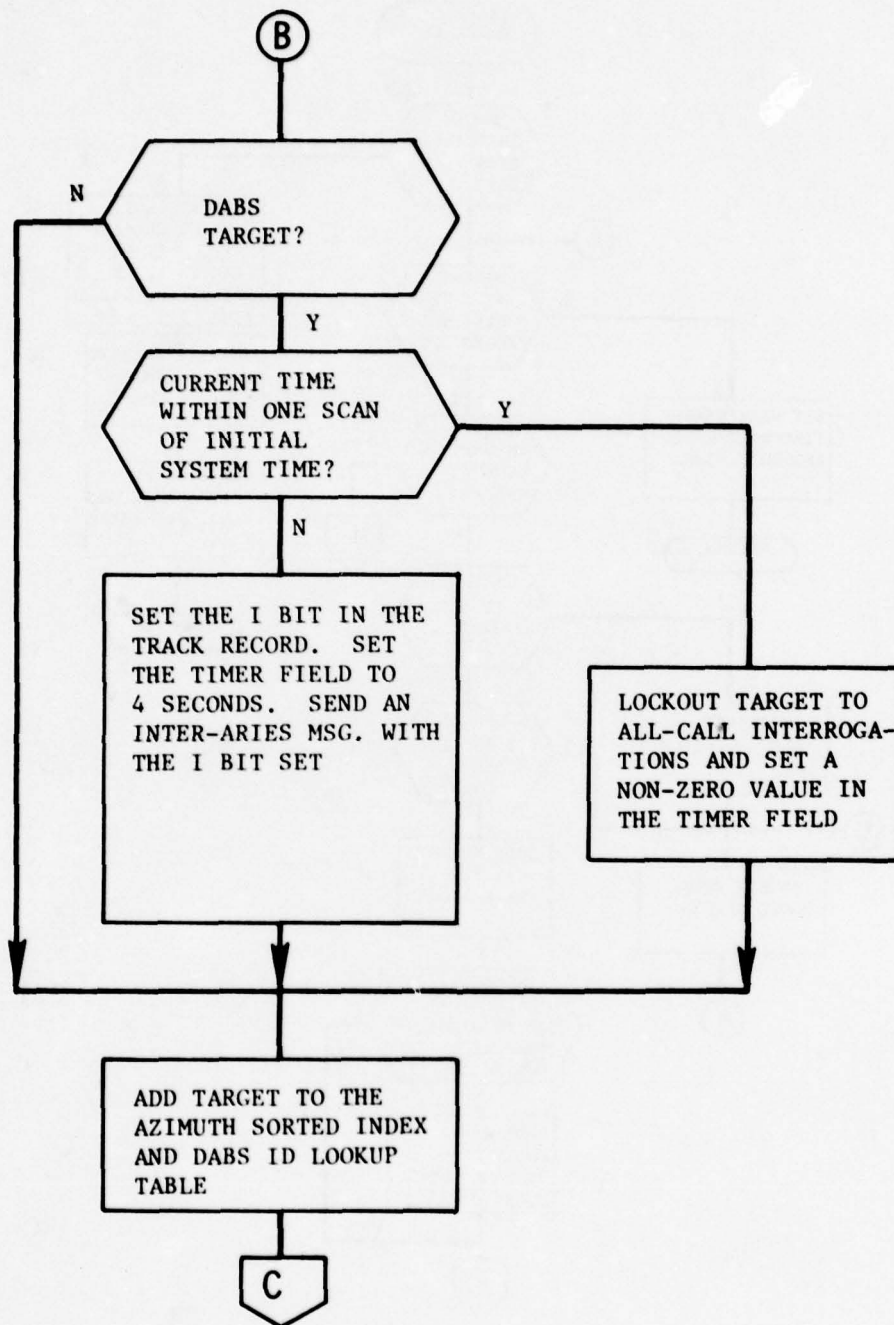 B
DABS
TARGET?
N
Y
CURRENT TIME
WITHIN ONE SCAN
OF INITIAL
SYSTEM TIME?
Y
N
SET THE I BIT IN THE
TRACK RECORD. SET
THE TIMER FIELD TO
4 SECONDS. SEND AN
INTER-ARIES MSG. WITH
THE I BIT SET
LOCKOUT TARGET TO
ALL-CALL INTERROGA-
TIONS AND SET A
NON-ZERO VALUE IN
THE TIMER FIELD
ADD TARGET TO THE
AZIMUTH SORTED INDEX
AND DABS ID LOOKUP
TABLE
C